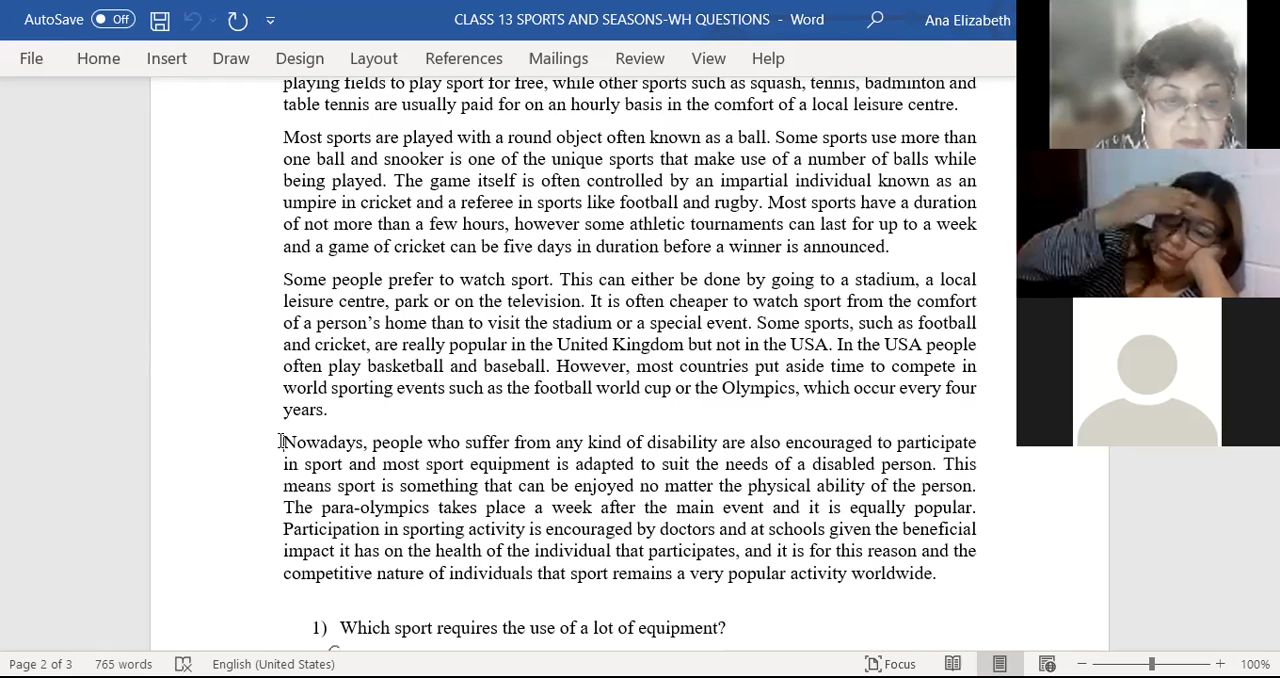 AutoSave Off CLASS 13 SPORTS AND SEASONS-WH QUESTIONS - Word Ana Elizabeth
File Home Insert Draw Design Layout References Mailings Review View Help
playing fields to play sport for free, while other sports such as squash, tennis, badminton and
table tennis are usually paid for on an hourly basis in the comfort of a local leisure centre.
Most sports are played with a round object often known as a ball. Some sports use more than
one ball and snooker is one of the unique sports that make use of a number of balls while
being played. The game itself is often controlled by an impartial individual known as an
umpire in cricket and a referee in sports like football and rugby. Most sports have a duration
of not more than a few hours, however some athletic tournaments can last for up to a week
and a game of cricket can be five days in duration before a winner is announced.
Some people prefer to watch sport. This can either be done by going to a stadium, a local
leisure centre, park or on the television. It is often cheaper to watch sport from the comfort
of a person's home than to visit the stadium or a special event. Some sports, such as football
and cricket, are really popular in the United Kingdom but not in the USA. In the USA people
often play basketball and baseball. However, most countries put aside time to compete in
world sporting events such as the football world cup or the Olympics, which occur every four
years.
Nowadays, people who suffer from any kind of disability are also encouraged to participate
in sport and most sport equipment is adapted to suit the needs of a disabled person. This
means sport is something that can be enjoyed no matter the physical ability of the person.
The para-olympics takes place a week after the main event and it is equally popular.
Participation in sporting activity is encouraged by doctors and at schools given the beneficial
impact it has on the health of the individual that participates, and it is for this reason and the
competitive nature of individuals that sport remains a very popular activity worldwide.
1) Which sport requires the use of a lot of equipment?
Page 2 of 3 765 words English (United States) Focus 100%